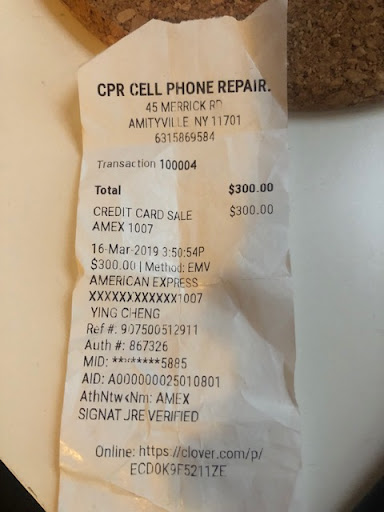 CPR CELL PHONE REPAIR.
45 MERRICK RD
AMITYVILLE, NY 11701
6315869584
Transaction 100004
Total $300.00
CREDIT CARD SALE $300.00
AMEX 1007
16-Mar-2019 3:50:54P
$300.00 | Method: EMV
AMERICAN EXPRESS
XXXXXXXXXXXX1007
YING CHENG
Ref #: 907500512911
Auth #: 867326
MID: ********5885
AID: A000000025010801
AthNtwkNm: AMEX
SIGNATURE VERIFIED
Online: https://clover.com/p/
ECD0K9F5211ZE